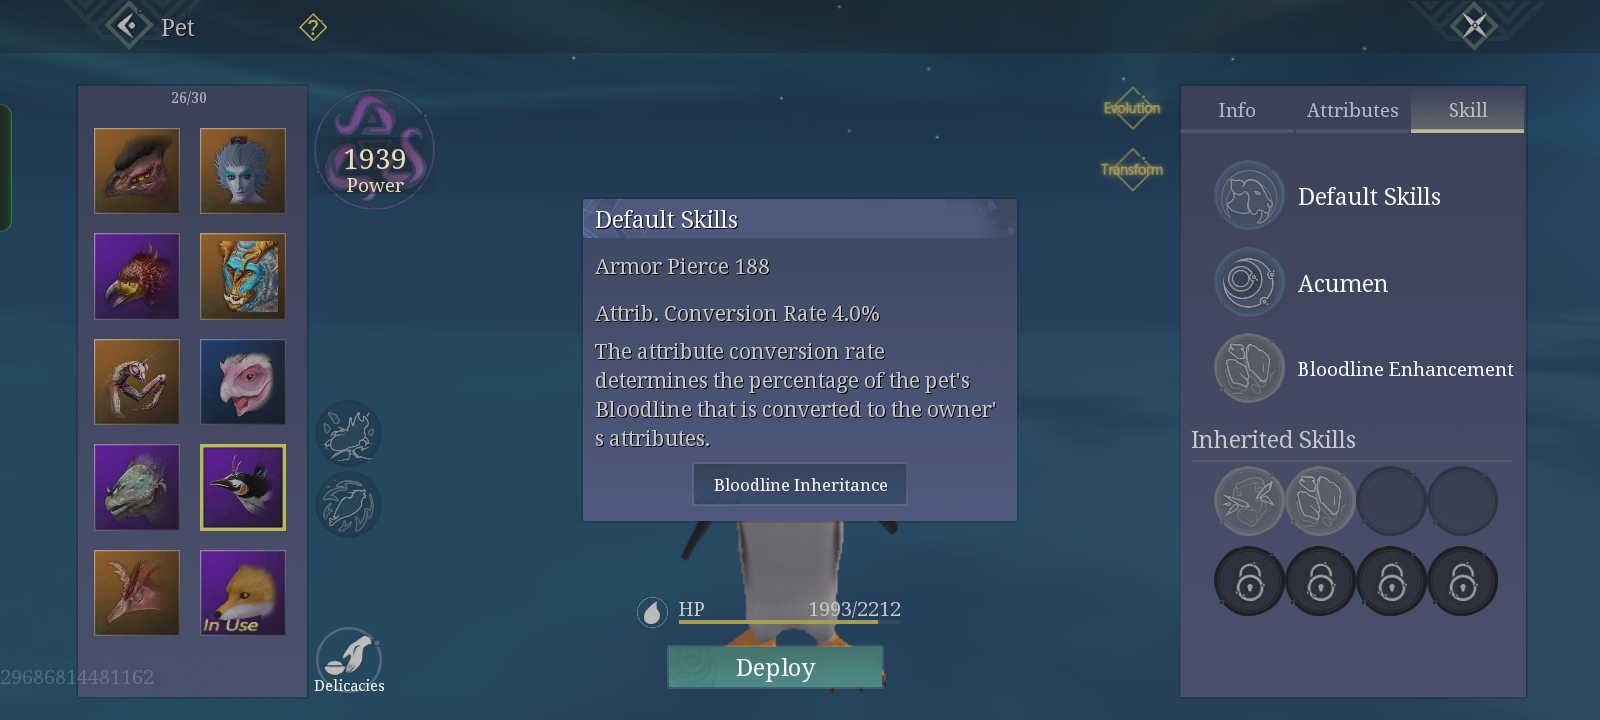 Pet
?
26/30
1939
Power
In Use
29686814481162
Delicacies
Evolution
Transform
Default Skills
Armor Pierce 188
Attrib. Conversion Rate 4.0%
The attribute conversion rate
determines the percentage of the pet's
Bloodline that is converted to the owner'
s attributes.
Bloodline Inheritance
HP 1993/2212
Deploy
Info Attributes Skill
Default Skills
Acumen
Bloodline Enhancement
Inherited Skills